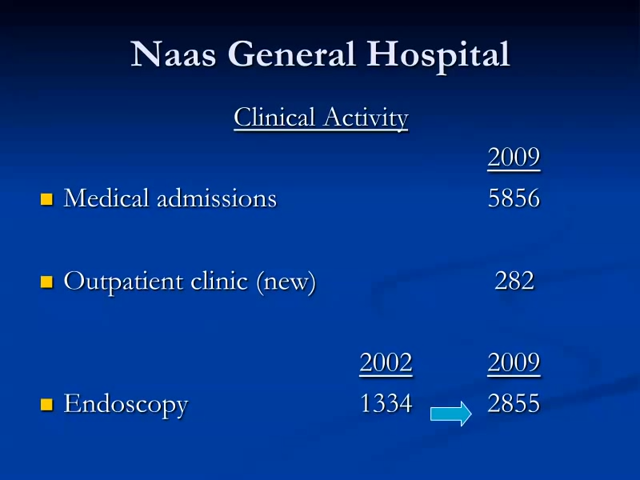 Naas General Hospital
Clinical Activity
2009
Medical admissions 5856
Outpatient clinic (new) 282
2002 2009
Endoscopy 1334 2855